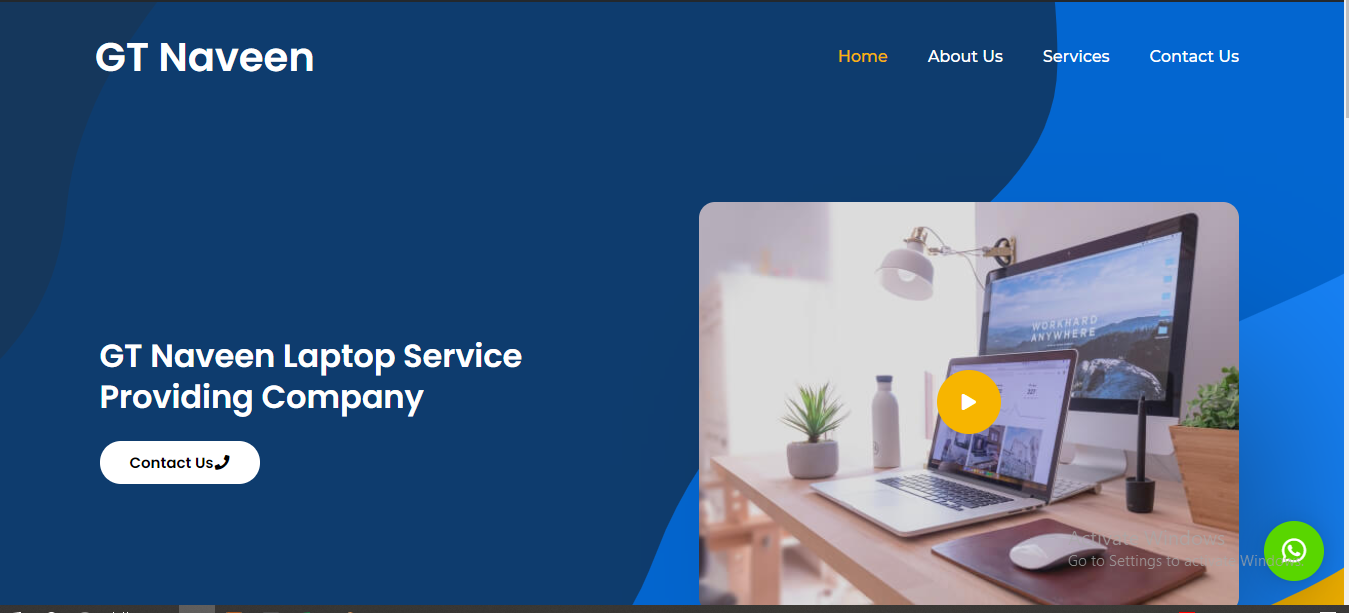 GT Naveen
Home About Us Services Contact Us
GT Naveen Laptop Service
Providing Company
Contact Us
WORKHARD
ANYWHERE
Activate Windows
Go to Settings to activate Windows.